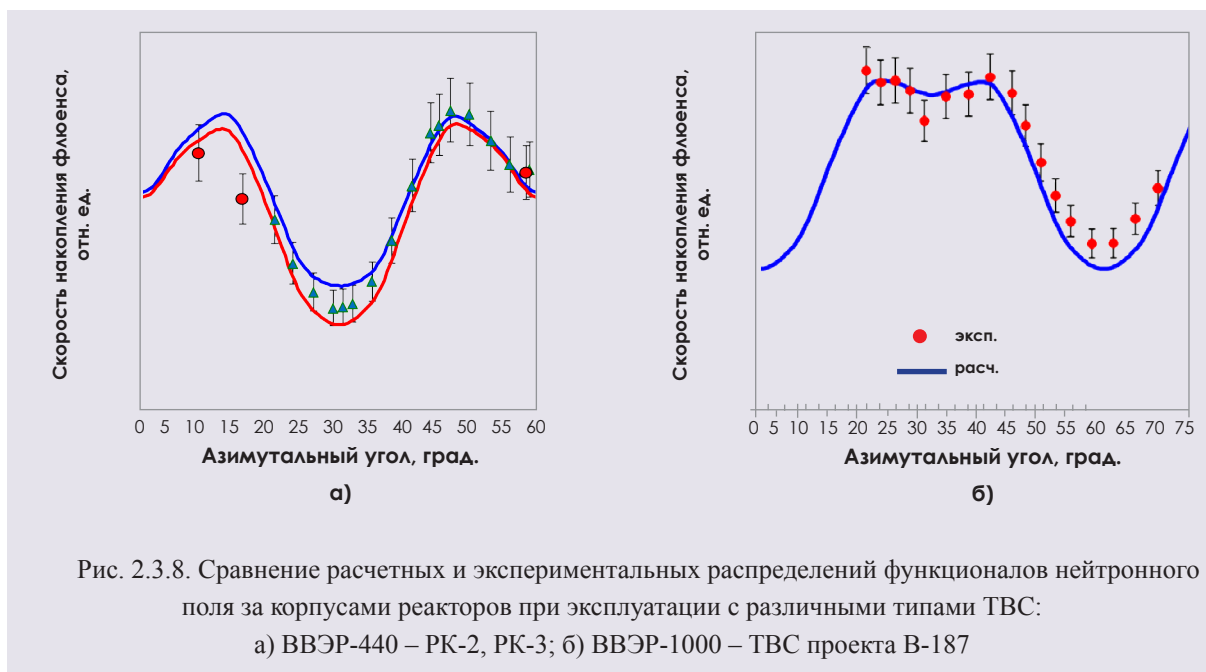 Скорость накопления флюенса,
отн. ед.
0 5 10 15 20 25 30 35 40 45 50 55 60
Азимутальный угол, град.
а)
Скорость накопления флюенса,
отн. ед.
эксп.
расч.
0 5 10 15 20 25 30 35 40 45 50 55 60 65 70 75
Азимутальный угол, град.
б)
Рис. 2.3.8. Сравнение расчетных и экспериментальных распределений функционалов нейтронного
поля за корпусами реакторов при эксплуатации с различными типами ТВС:
а) ВВЭР-440 – РК-2, РК-3; б) ВВЭР-1000 – ТВС проекта В-187